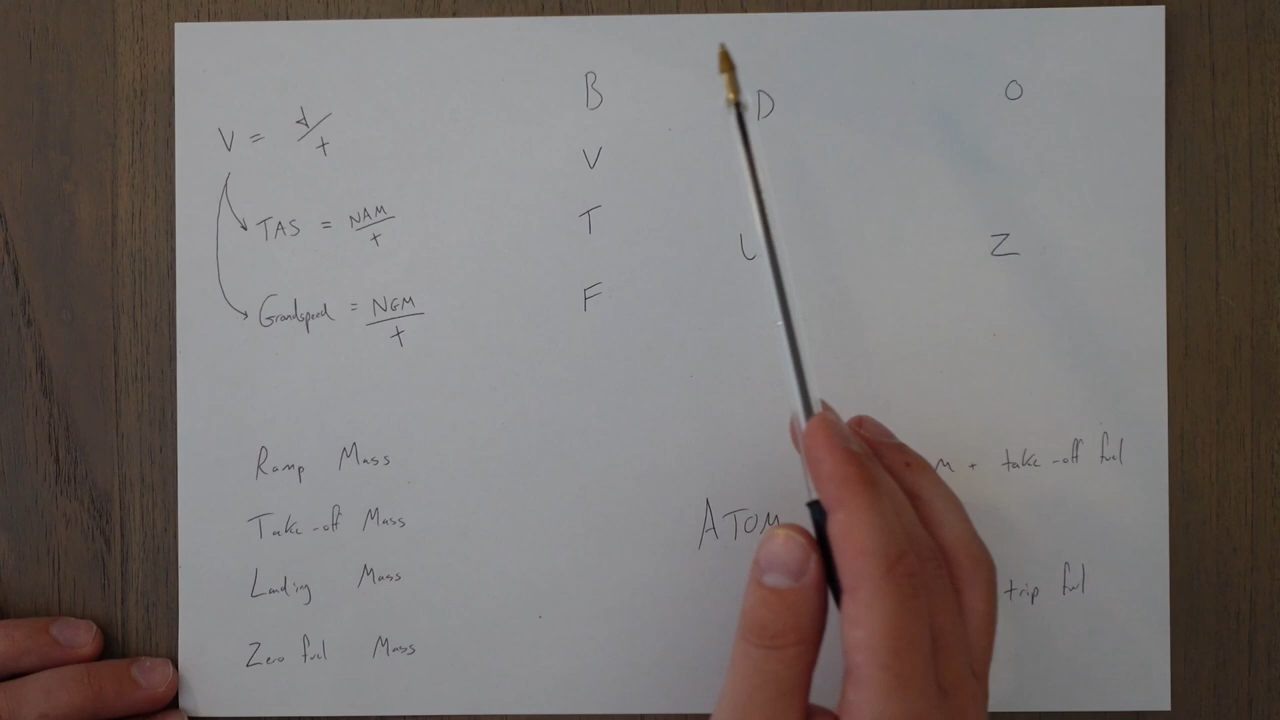 V = d/t
TAS = NAM/t
Groundspeed = NGM/t
B D O
V
T L Z
F
Ramp Mass
Take-off Mass
Landing Mass
Zero fuel Mass
+ take-off fuel
ATOM
trip fuel